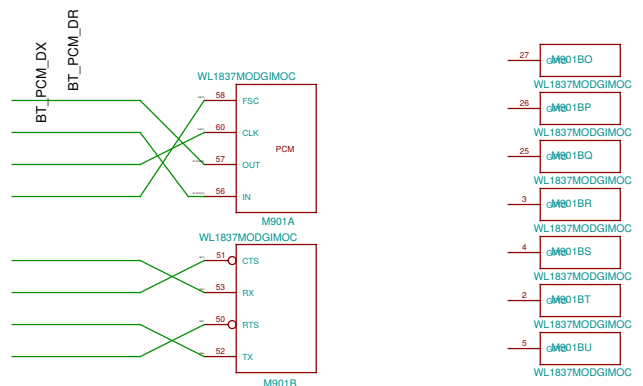 BT_PCM_DX
BT_PCM_DR
WL1837MODGIMOC
58 FSC
60 CLK
PCM
57 OUT
56 IN
M901A
WL1837MODGIMOC
51 CTS
53 RX
50 RTS
52 TX
M901B
27 M901BO
WL1837MODGIMOC
26 M901BP
WL1837MODGIMOC
25 M901BQ
WL1837MODGIMOC
3 M901BR
WL1837MODGIMOC
4 M901BS
WL1837MODGIMOC
2 M901BT
WL1837MODGIMOC
5 M901BU
WL1837MODGIMOC